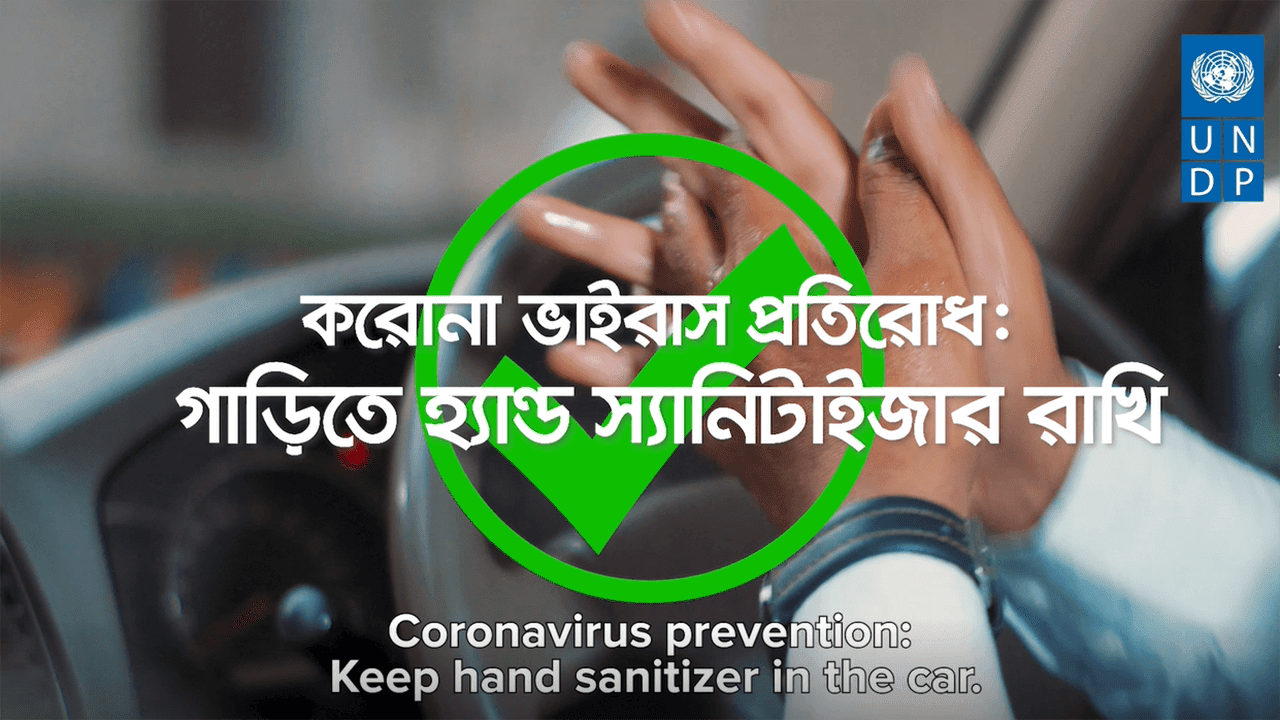 UN
DP
করোনা ভাইরাস প্রতিরোধ:
গাড়িতে হ্যান্ড স্যানিটাইজার রাখি
Coronavirus prevention:
Keep hand sanitizer in the car.